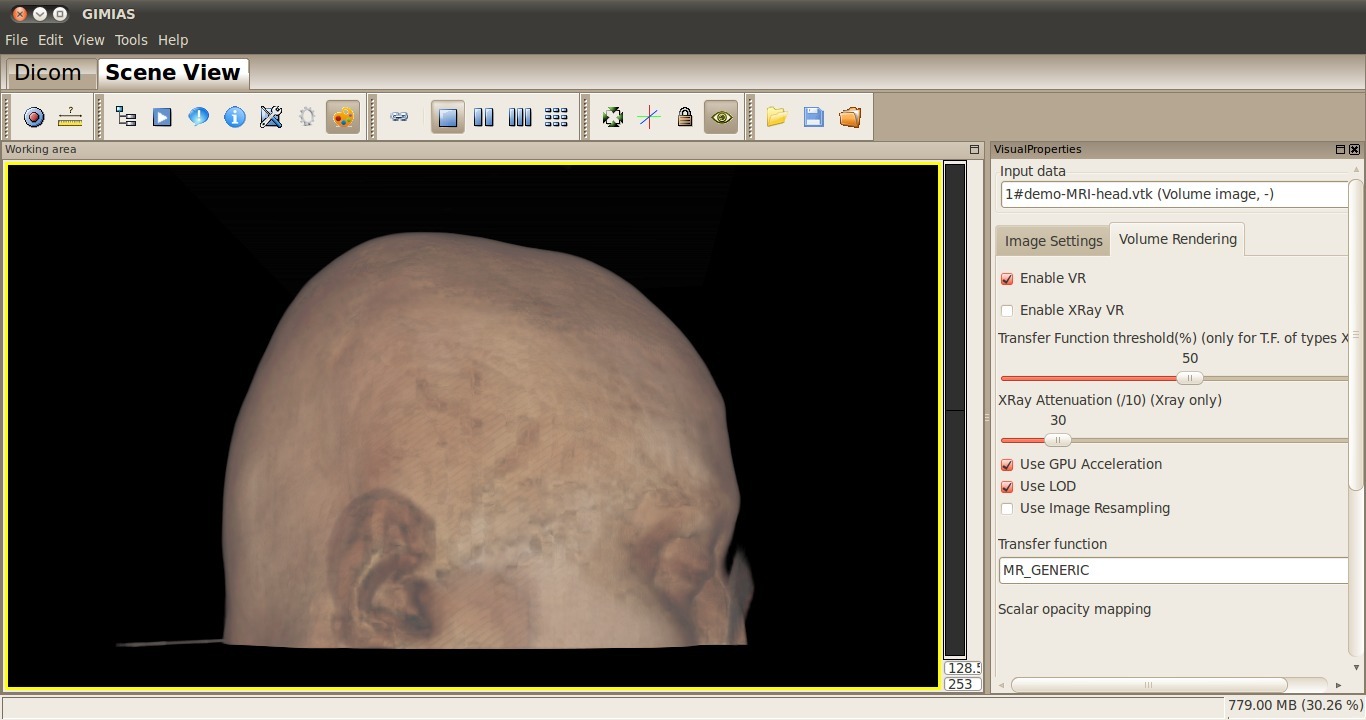 GIMIAS
File Edit View Tools Help
Dicom Scene View
Working area
VisualProperties
Input data
1#demo-MRI-head.vtk (Volume image, -)
Image Settings Volume Rendering
Enable VR
Enable XRay VR
Transfer Function threshold(%) (only for T.F. of types X
50
XRay Attenuation (/10) (Xray only)
30
Use GPU Acceleration
Use LOD
Use Image Resampling
Transfer function
MR_GENERIC
Scalar opacity mapping
128.5
253
779.00 MB (30.26 %)